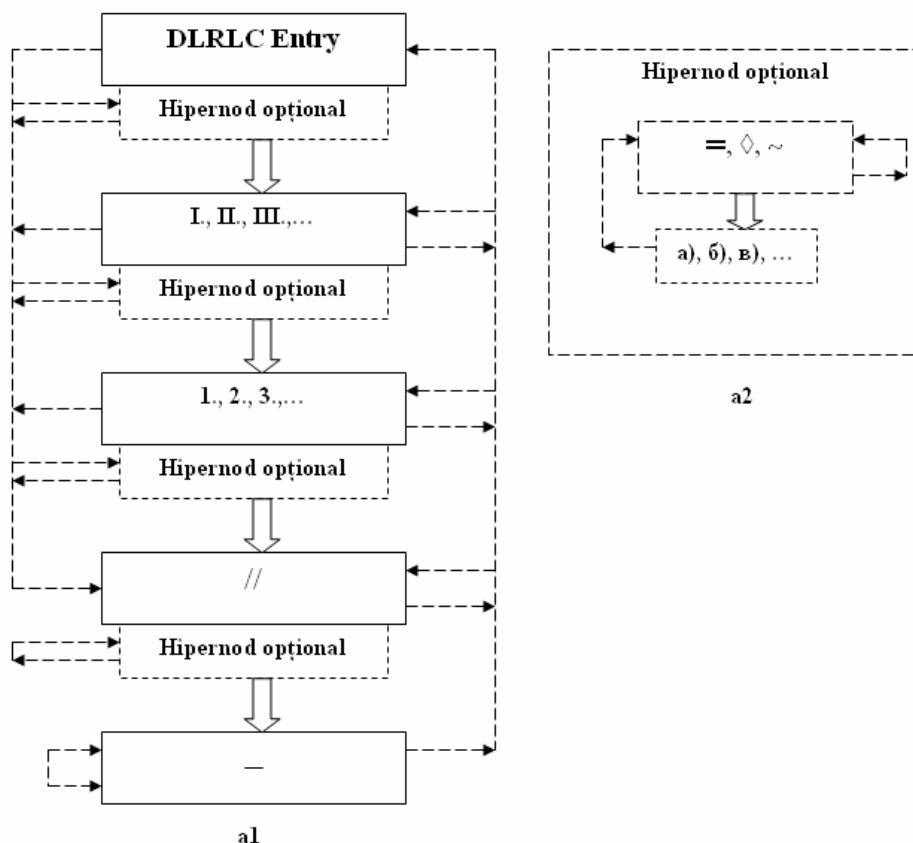 DLRLC Entry
Hipernod opțional
I., II., III.,...
Hipernod opțional
1., 2., 3.,...
Hipernod opțional
//
Hipernod opțional
—
a1
Hipernod opțional
=, ◊, ~
а), б), в), ...
a2